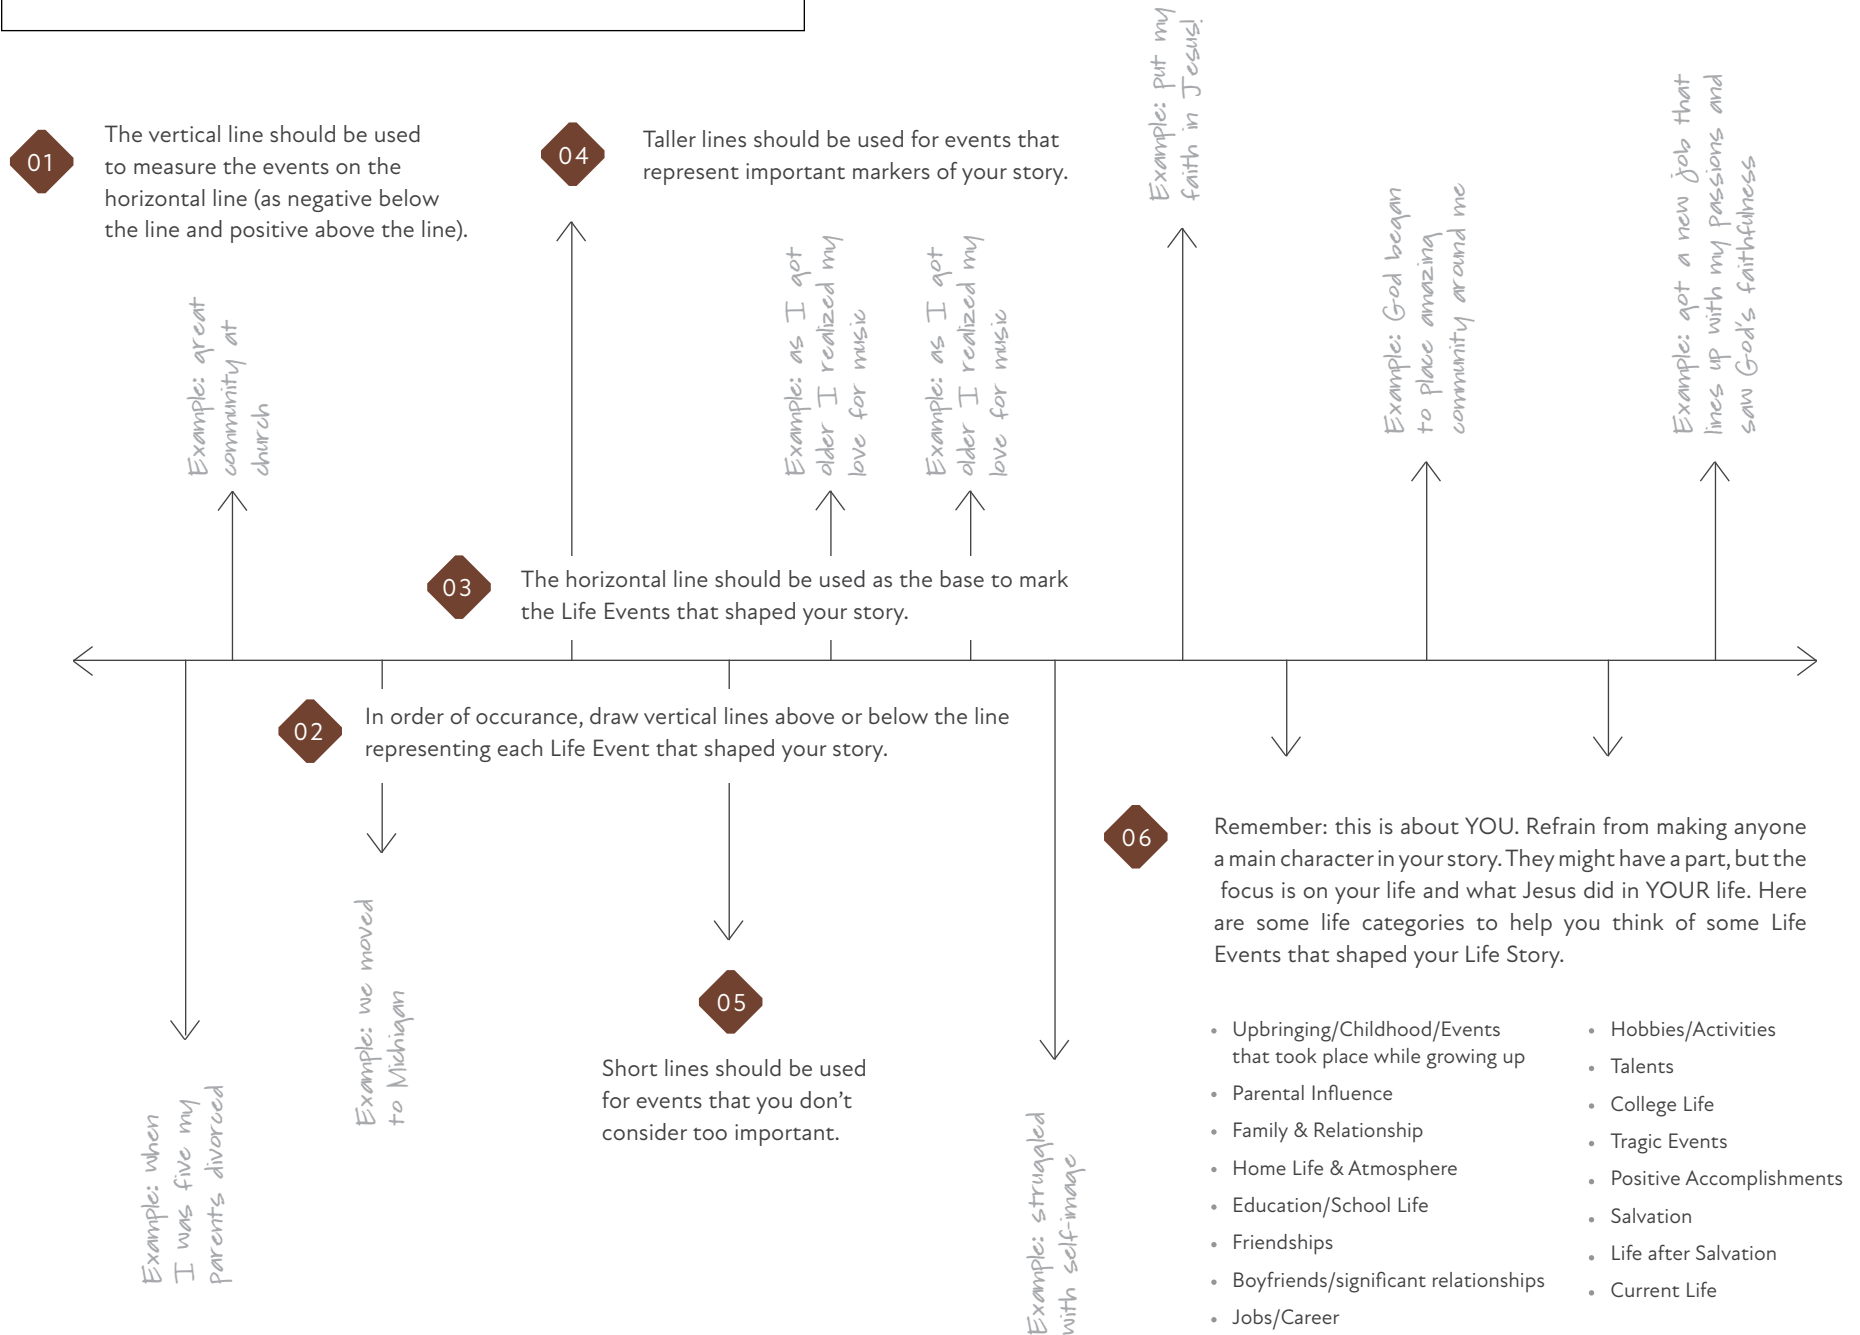 01
The vertical line should be used
to measure the events on the
horizontal line (as negative below
the line and positive above the line).
04
Taller lines should be used for events that
represent important markers of your story.
Example: put my
faith in Jesus!
Example: great
community at
church
Example: as I got
older I realized my
love for music
Example: as I got
older I realized my
love for music
Example: God began
to place amazing
community around me
Example: got a new job that
lines up with my passions and
saw God's faithfulness
03
The horizontal line should be used as the base to mark
the Life Events that shaped your story.
02
In order of occurance, draw vertical lines above or below the line
representing each Life Event that shaped your story.
Example: when
I was five my
parents divorced
Example: we moved
to Michigan
05
Short lines should be used
for events that you don't
consider too important.
Example: struggled
with self-image
06
Remember: this is about YOU. Refrain from making anyone
a main character in your story. They might have a part, but the
focus is on your life and what Jesus did in YOUR life. Here
are some life categories to help you think of some Life
Events that shaped your Life Story.
• Upbringing/Childhood/Events
that took place while growing up
• Parental Influence
• Family & Relationship
• Home Life & Atmosphere
• Education/School Life
• Friendships
• Boyfriends/significant relationships
• Jobs/Career
• Hobbies/Activities
• Talents
• College Life
• Tragic Events
• Positive Accomplishments
• Salvation
• Life after Salvation
• Current Life